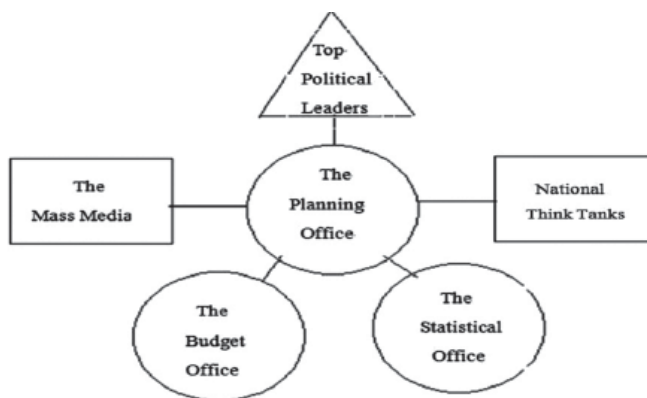 Top
Political
Leaders
The
Mass Media
The
Planning
Office
National
Think Tanks
The
Budget
Office
The
Statistical
Office